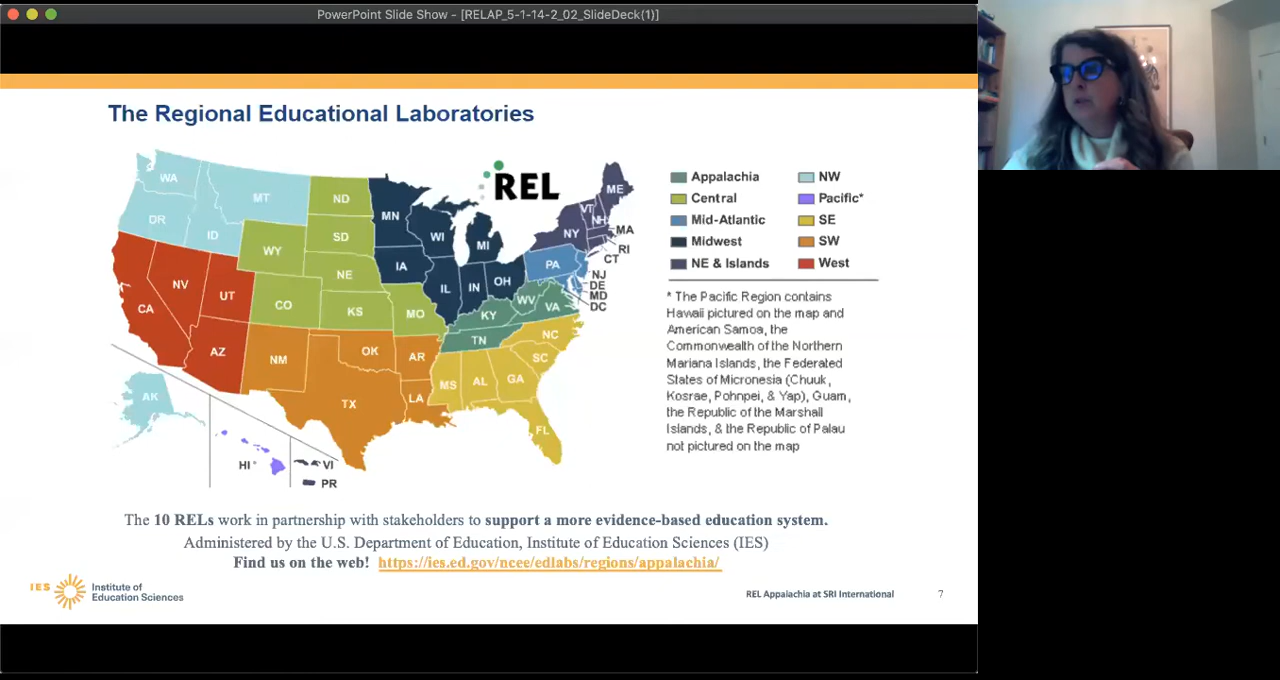 PowerPoint Slide Show - [RELAP_5-1-14-2_02_SlideDeck(1)]
The Regional Educational Laboratories
REL
WA
MT
ND
MN
ME
VT
NH
OR
ID
SD
WI
MI
NY
MA
RI
CT
WY
IA
PA
NJ
DE
MD
DC
NV
UT
NE
IL
IN
OH
WV
VA
CA
CO
KS
MO
KY
TN
NC
AZ
NM
OK
AR
SC
MS
AL
GA
TX
LA
AK
FL
HI*
VI
PR
Appalachia
Central
Mid-Atlantic
Midwest
NE & Islands
NW
Pacific*
SE
SW
West
* The Pacific Region contains
Hawaii pictured on the map and
American Samoa, the
Commonwealth of the Northern
Mariana Islands, the Federated
States of Micronesia (Chuuk,
Kosrae, Pohnpei, & Yap), Guam,
the Republic of the Marshall
Islands, & the Republic of Palau
not pictured on the map
The 10 RELs work in partnership with stakeholders to support a more evidence-based education system.
Administered by the U.S. Department of Education, Institute of Education Sciences (IES)
Find us on the web! https://ies.ed.gov/ncee/edlabs/regions/appalachia/
IES
Institute of
Education Sciences
REL Appalachia at SRI International
7